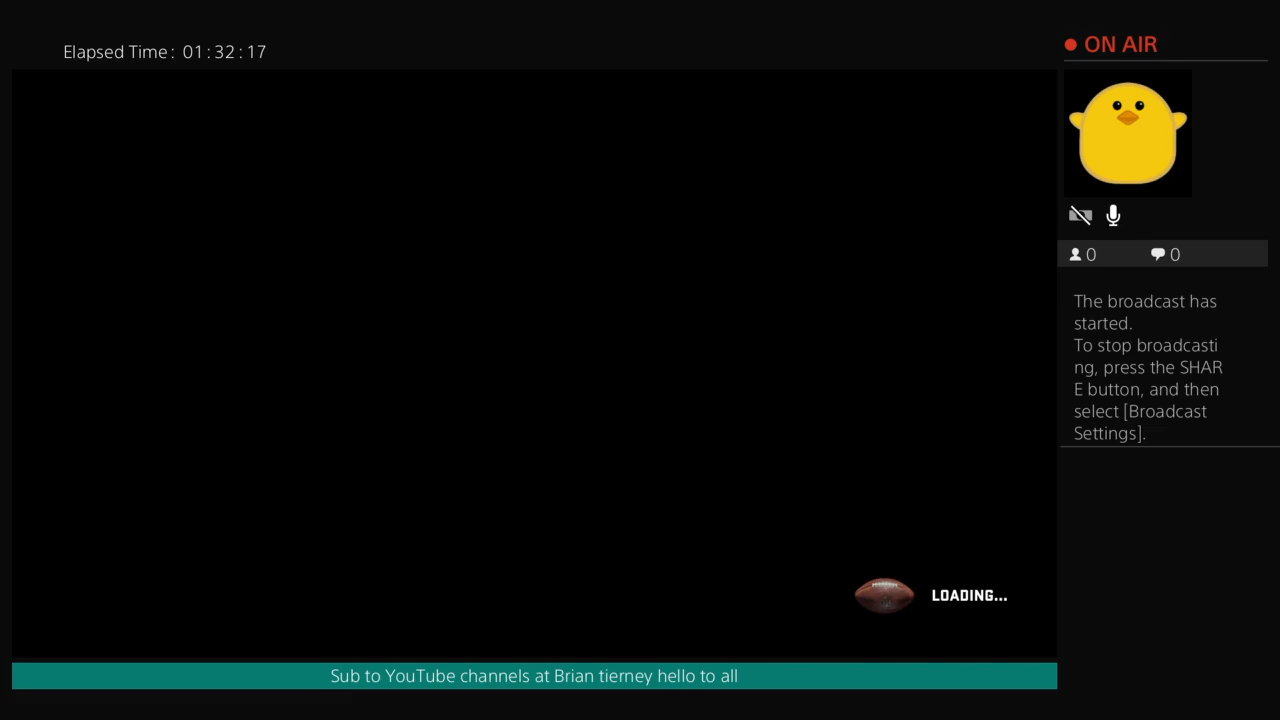 Elapsed Time: 01:32:17
ON AIR
0 0
The broadcast has
started.
To stop broadcasti
ng, press the SHAR
E button, and then
select [Broadcast
Settings].
LOADING...
Sub to YouTube channels at Brian tierney hello to all